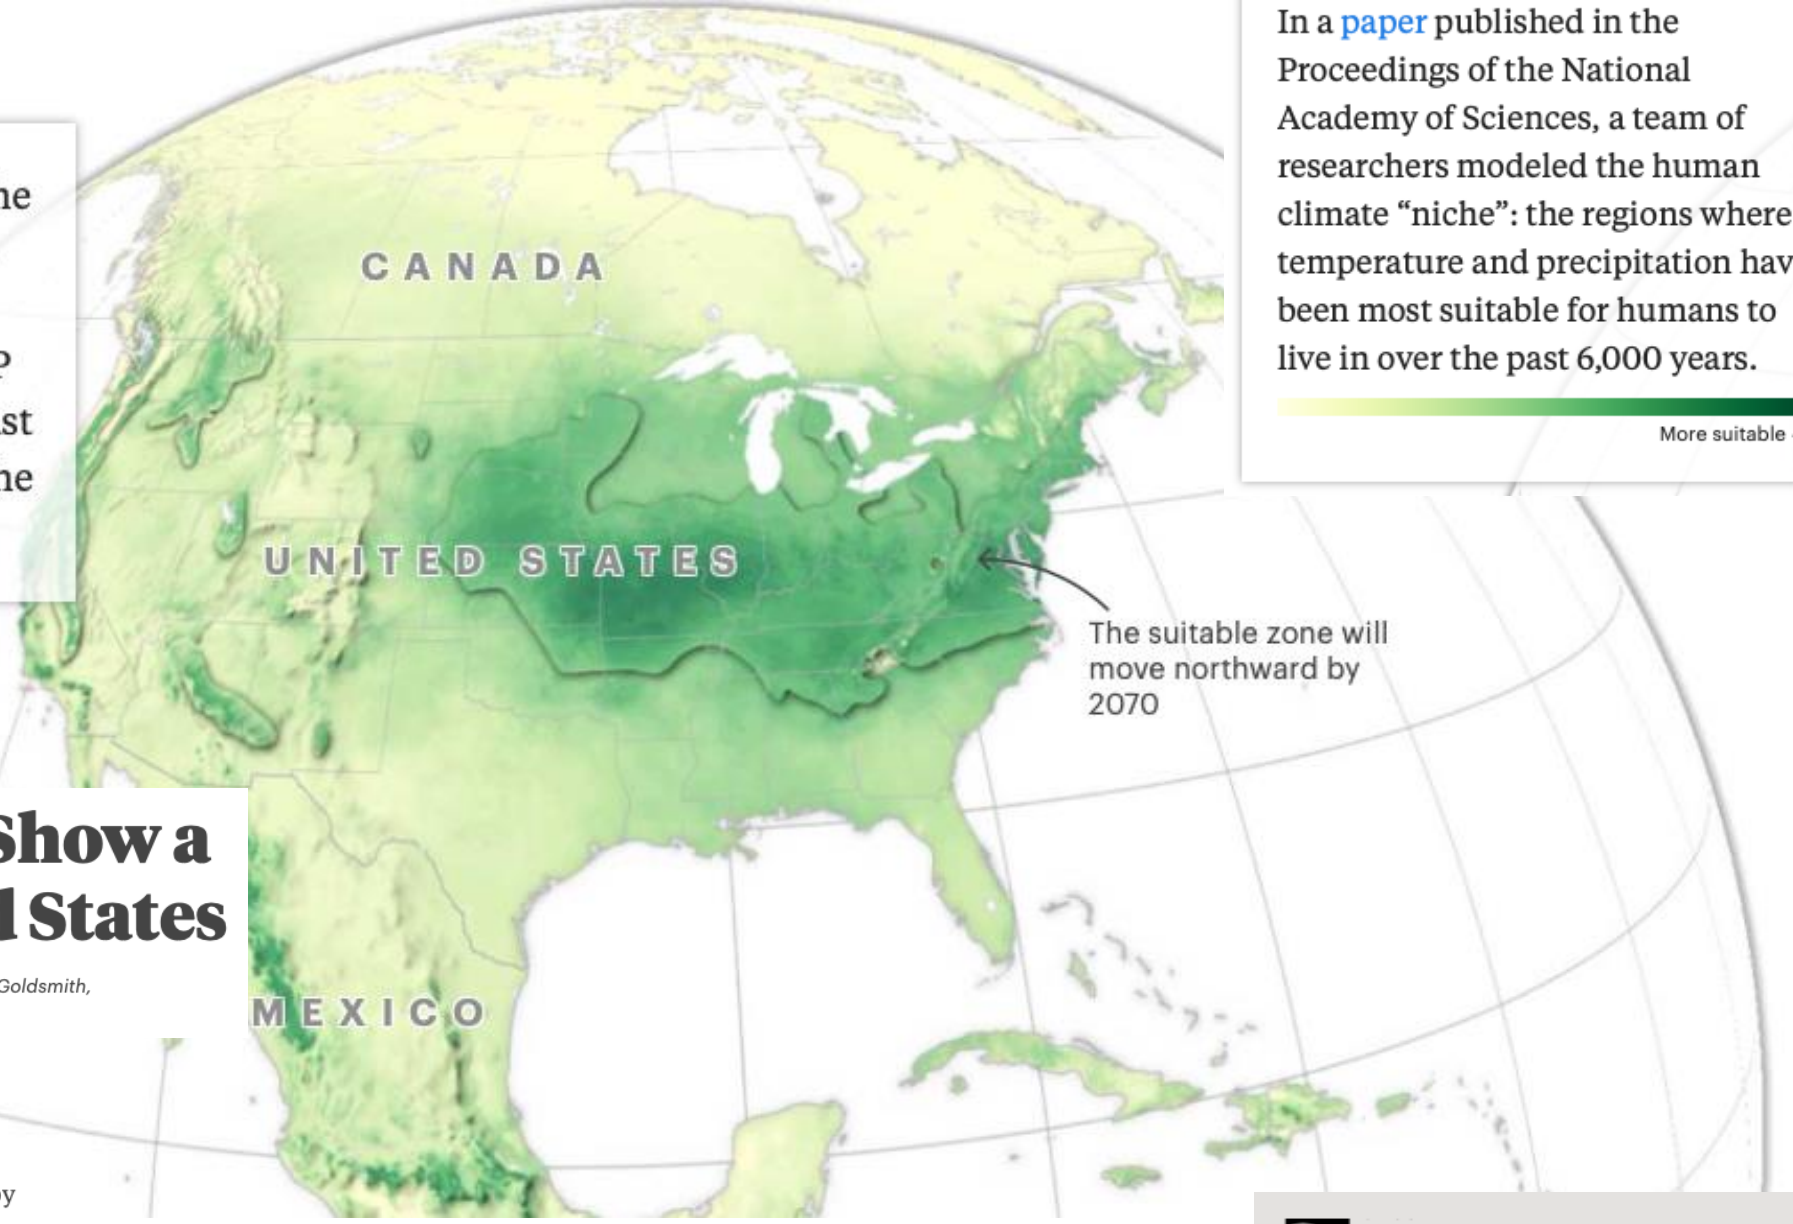 In a paper published in the
Proceedings of the National
Academy of Sciences, a team of
researchers modeled the human
climate “niche”: the regions where
temperature and precipitation hav
been most suitable for humans to
live in over the past 6,000 years.
More suitable
ne
P
st
ne
CANADA
UNITED STATES
The suitable zone will
move northward by
2070
Show a
d States
Goldsmith,
MEXICO
by